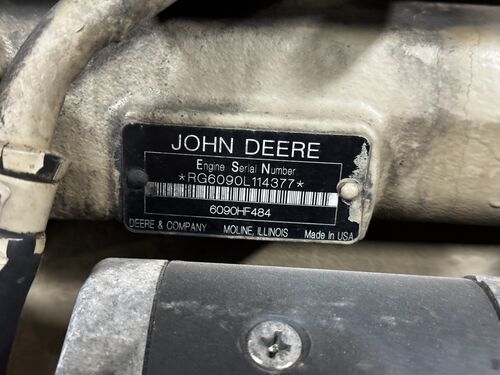 JOHN DEERE
Engine Serial Number
*RG6090L114377*
6090HF484
DEERE & COMPANY MOLINE, ILLINOIS Made In USA